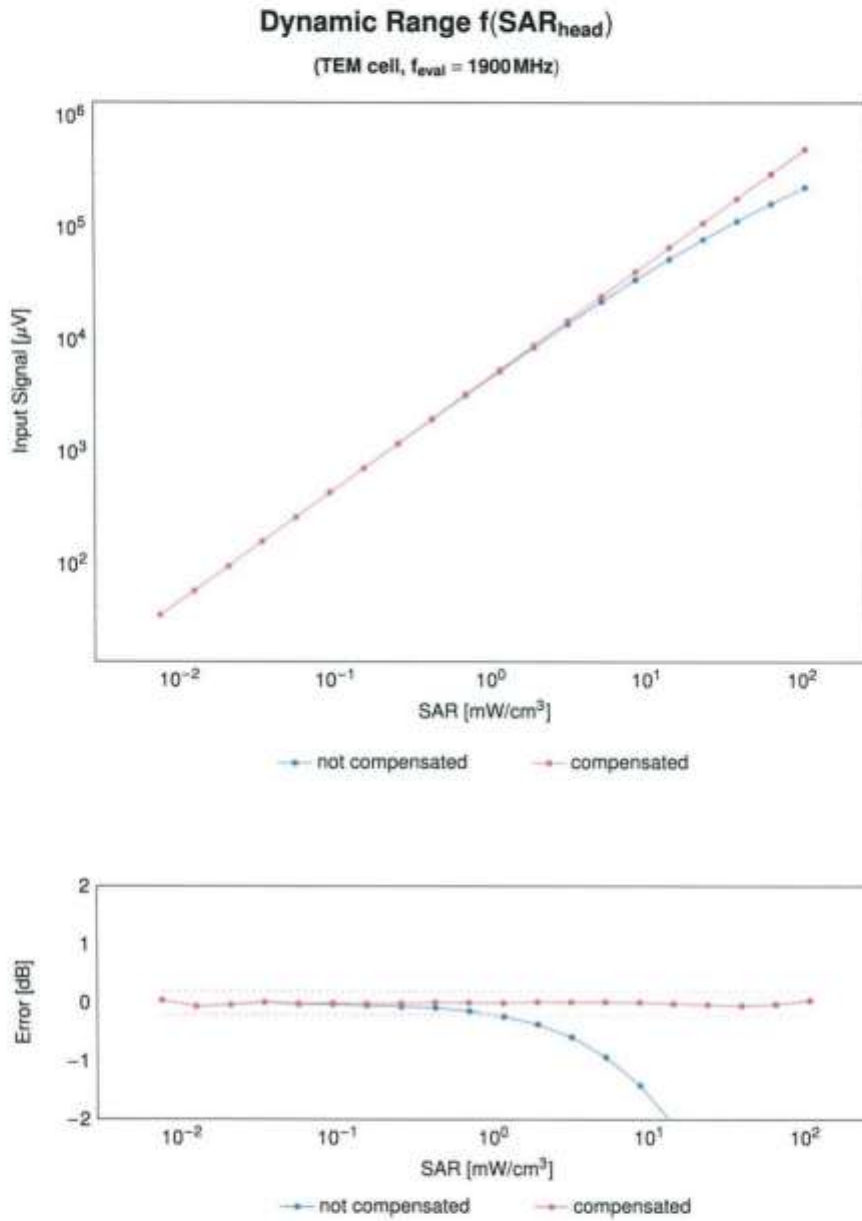 Dynamic Range f(SARhead)
(TEM cell, feval = 1900 MHz)
10⁶
10⁵
10⁴
10³
10²
Input Signal [µV]
10⁻² 10⁻¹ 10⁰ 10¹ 10²
SAR [mW/cm³]
not compensated compensated
2
1
0
−1
−2
Error [dB]
10⁻² 10⁻¹ 10⁰ 10¹ 10²
SAR [mW/cm³]
not compensated compensated